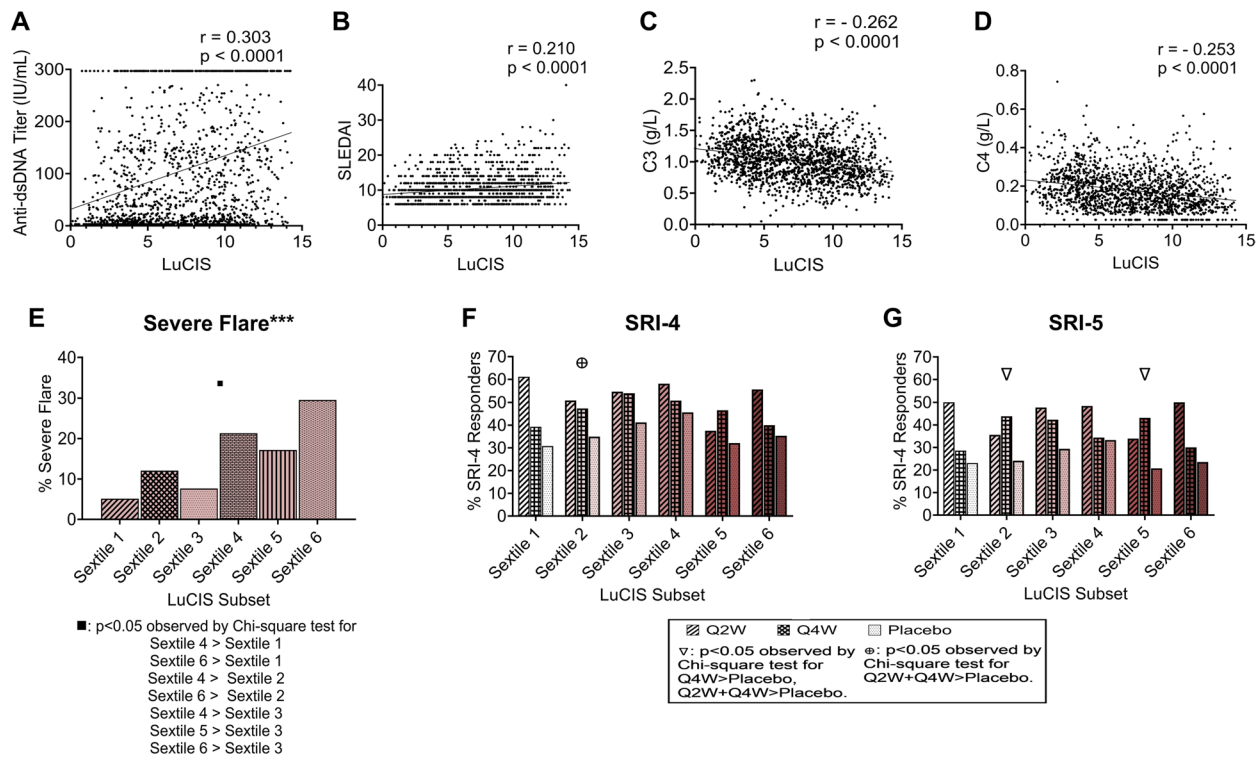 A
r = 0.303
p < 0.0001
Anti-dsDNA Titer (IU/mL)
300
200
100
0
0 5 10 15
LuCIS
B
r = 0.210
p < 0.0001
SLEDAI
40
30
20
10
0
0 5 10 15
LuCIS
C
r = - 0.262
p < 0.0001
C3 (g/L)
2.5
2.0
1.5
1.0
0.5
0.0
0 5 10 15
LuCIS
D
r = - 0.253
p < 0.0001
C4 (g/L)
0.8
0.6
0.4
0.2
0.0
0 5 10 15
LuCIS
E
Severe Flare***
% Severe Flare
40
30
20
10
0
Sextile 1
Sextile 2
Sextile 3
Sextile 4
Sextile 5
Sextile 6
LuCIS Subset
■: p<0.05 observed by Chi-square test for
Sextile 4 > Sextile 1
Sextile 6 > Sextile 1
Sextile 4 > Sextile 2
Sextile 6 > Sextile 2
Sextile 4 > Sextile 3
Sextile 5 > Sextile 3
Sextile 6 > Sextile 3
F
SRI-4
⊕
% SRI-4 Responders
70
60
50
40
30
20
10
0
Sextile 1
Sextile 2
Sextile 3
Sextile 4
Sextile 5
Sextile 6
LuCIS Subset
G
SRI-5
▽ ▽
% SRI-4 Responders
70
60
50
40
30
20
10
0
Sextile 1
Sextile 2
Sextile 3
Sextile 4
Sextile 5
Sextile 6
LuCIS Subset
Q2W Q4W Placebo
▽: p<0.05 observed by
Chi-square test for
Q4W>Placebo,
Q2W+Q4W>Placebo.
⊕: p<0.05 observed by
Chi-square test for
Q2W+Q4W>Placebo.